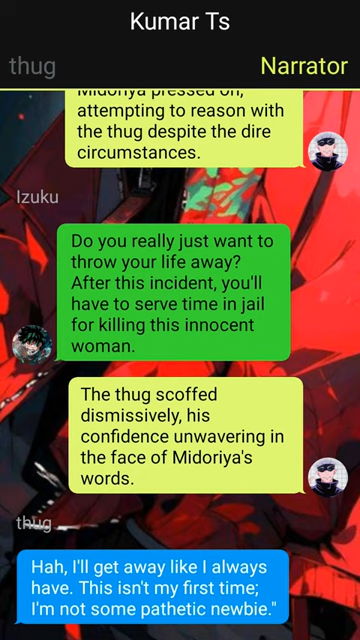 Kumar Ts
thug
Narrator
Midoriya pressed on,
attempting to reason with
the thug despite the dire
circumstances.
Izuku
Do you really just want to
throw your life away?
After this incident, you'll
have to serve time in jail
for killing this innocent
woman.
The thug scoffed
dismissively, his
confidence unwavering in
the face of Midoriya's
words.
thug
Hah, I'll get away like I always
have. This isn't my first time;
I'm not some pathetic newbie."